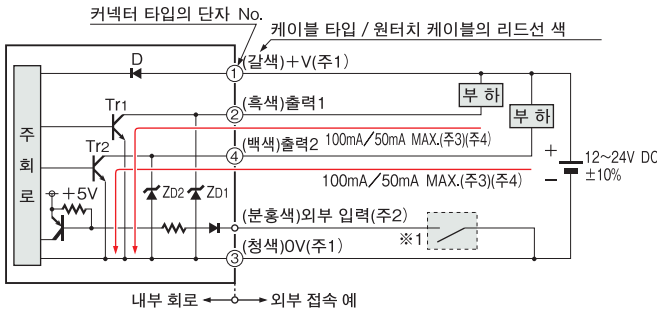 커넥터 타입의 단자 No.
케이블 타입 / 원터치 케이블의 리드선 색
D
① (갈색)+V(주1)
부 하
Tr1
② (흑색)출력1
부 하
주 회 로
Tr2
100mA/50mA MAX.(주3)(주4)
④ (백색)출력2
+
12~24V DC
±10%
−
100mA/50mA MAX.(주3)(주4)
+5V
ZD2
ZD1
(분홍색)외부 입력(주2)
※1
③ (청색)0V(주1)
내부 회로
외부 접속 예